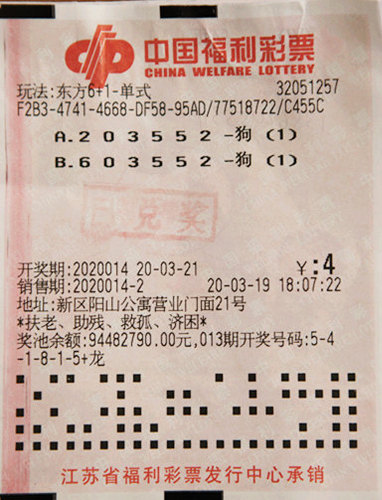 中国福利彩票
CHINA WELFARE LOTTERY
玩法:东方6+1-单式 32051257
F2B3-4741-4668-DF58-95AD/77518722/C455C
A.203552-狗 (1)
B.603552-狗 (1)
已兑奖
开奖期:2020014 20-03-21 ¥:4
销售期:2020014-2 20-03-19 18:07:22
地址:新区阳山公寓营业门面21号
*扶老、助残、救孤、济困*
奖池余额:94482790.00元,013期开奖号码:5-4
-1-8-1-5+龙
江苏省福利彩票发行中心承销